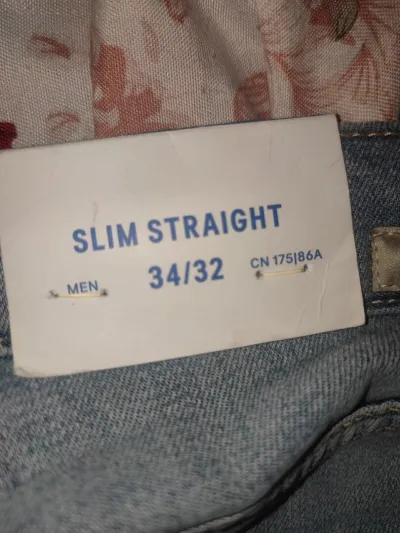 SLIM STRAIGHT
MEN 34/32 CN 175|86A